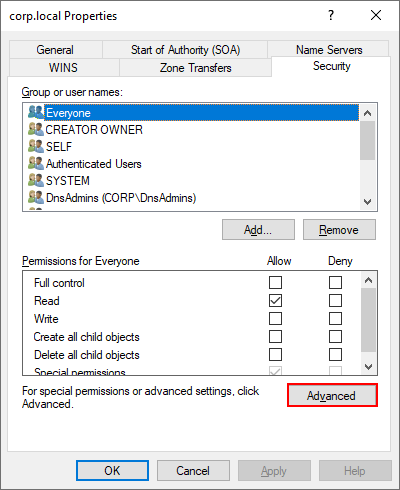 corp.local Properties
General Start of Authority (SOA) Name Servers
WINS Zone Transfers Security
Group or user names:
Everyone
CREATOR OWNER
SELF
Authenticated Users
SYSTEM
DnsAdmins (CORP\DnsAdmins)
Add... Remove
Permissions for Everyone Allow Deny
Full control
Read
Write
Create all child objects
Delete all child objects
Special permissions
For special permissions or advanced settings, click
Advanced.
Advanced
OK Cancel Apply Help